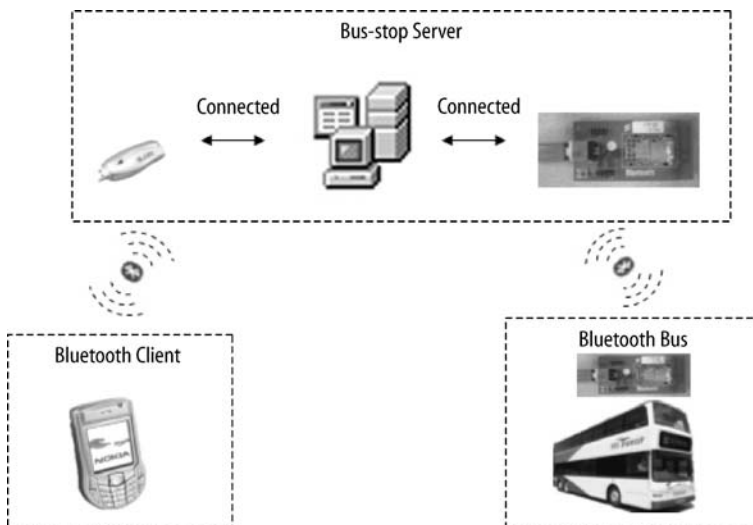 Bus-stop Server
Connected
Connected
Bluetooth Client
Bluetooth Bus
NOKIA